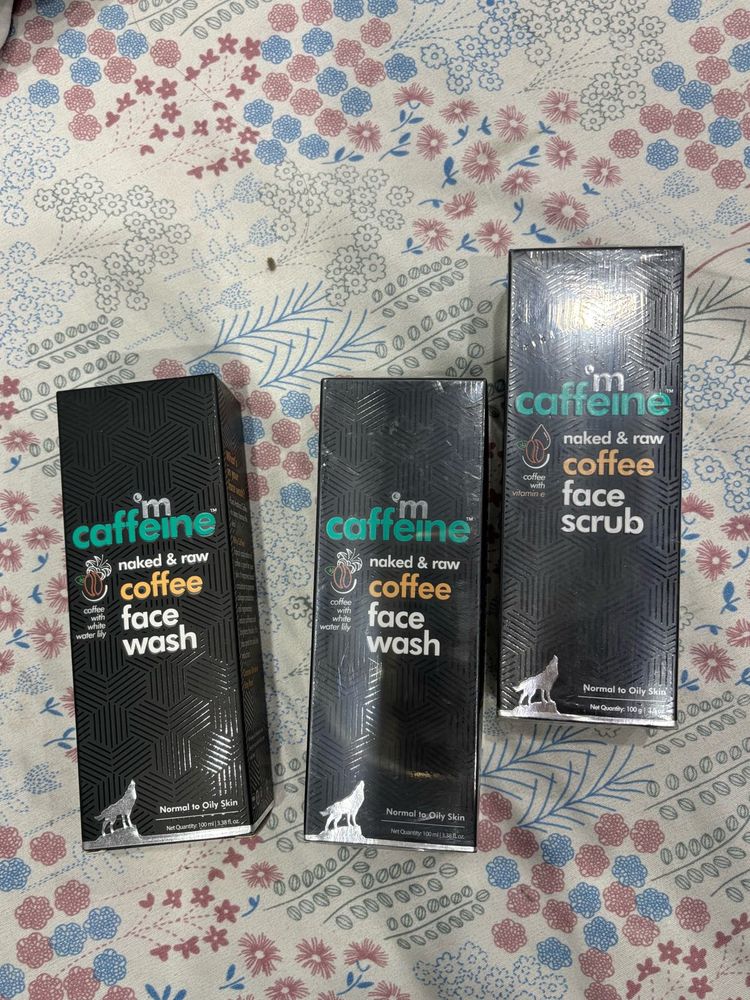 'm
caffeine™
naked & raw
coffee
face
wash
coffee
with white
water lily
Normal to Oily Skin
Net Quantity: 100 ml | 3.38 fl. oz.
'm
caffeine™
naked & raw
coffee
face
wash
coffee
with white
water lily
Normal to Oily Skin
Net Quantity: 100 ml | 3.38 fl. oz.
'm
caffeine™
naked & raw
coffee
face
scrub
coffee
with
vitamin e
Normal to Oily Skin
Net Quantity: 100 g